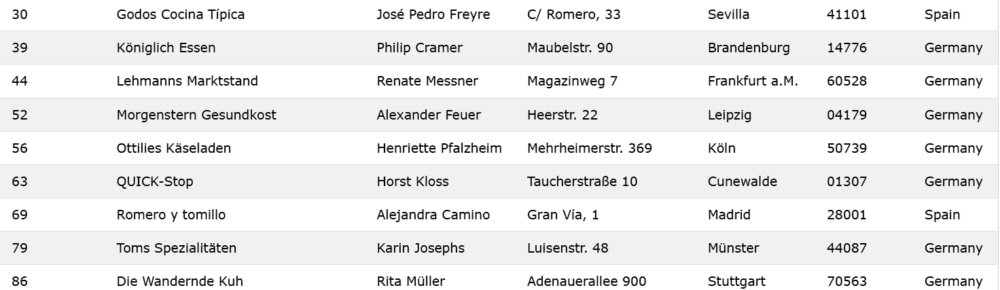 30 Godos Cocina Típica José Pedro Freyre C/ Romero, 33 Sevilla 41101 Spain
39 Königlich Essen Philip Cramer Maubelstr. 90 Brandenburg 14776 Germany
44 Lehmanns Marktstand Renate Messner Magazinweg 7 Frankfurt a.M. 60528 Germany
52 Morgenstern Gesundkost Alexander Feuer Heerstr. 22 Leipzig 04179 Germany
56 Ottilies Käseladen Henriette Pfalzheim Mehrheimerstr. 369 Köln 50739 Germany
63 QUICK-Stop Horst Kloss Taucherstraße 10 Cunewalde 01307 Germany
69 Romero y tomillo Alejandra Camino Gran Vía, 1 Madrid 28001 Spain
79 Toms Spezialitäten Karin Josephs Luisenstr. 48 Münster 44087 Germany
86 Die Wandernde Kuh Rita Müller Adenauerallee 900 Stuttgart 70563 Germany